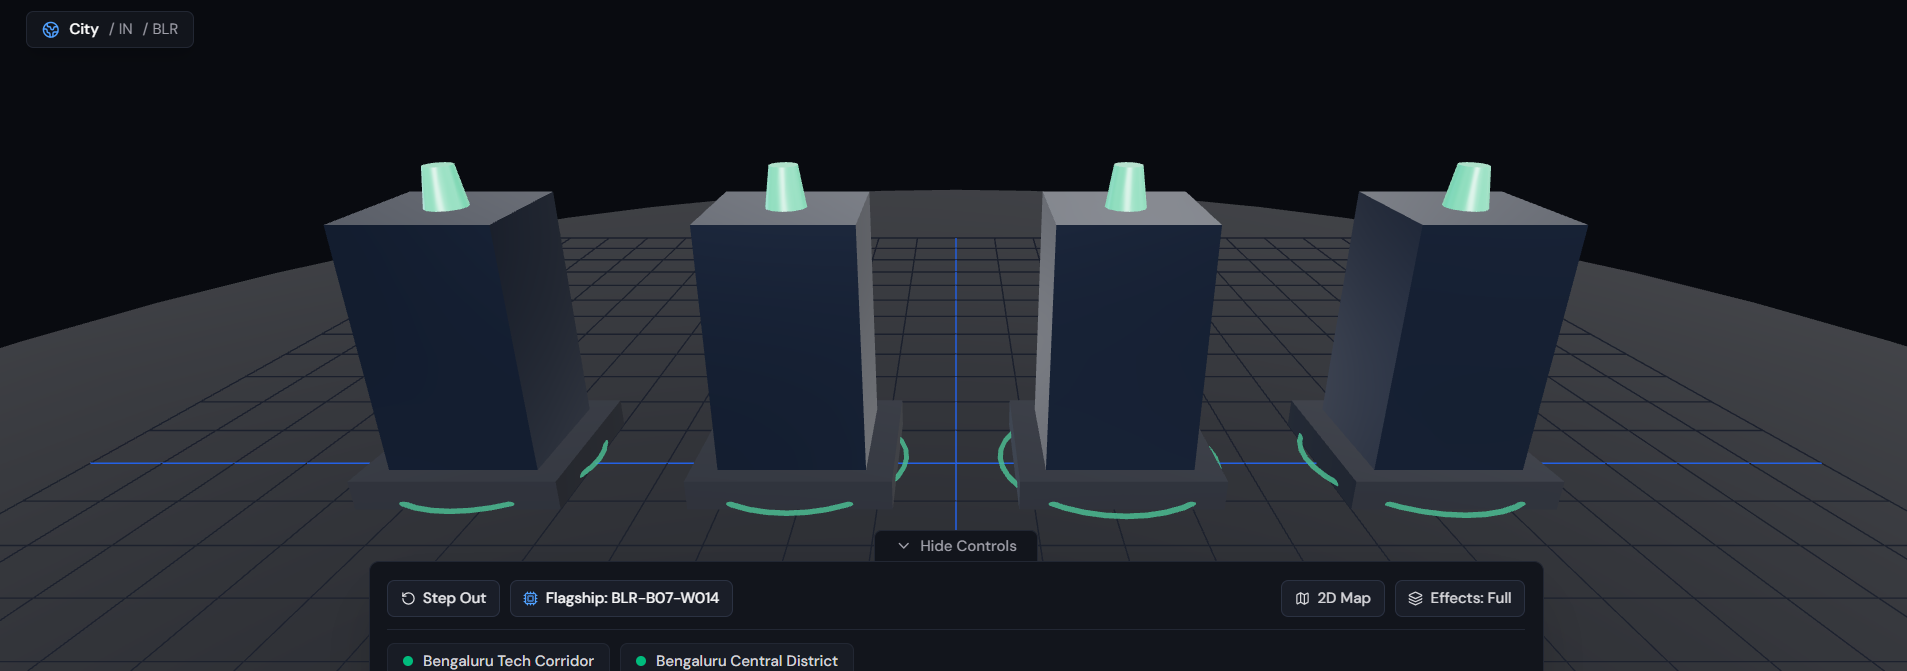 City / IN / BLR
Hide Controls
Step Out
Flagship: BLR-B07-W014
2D Map
Effects: Full
Bengaluru Tech Corridor
Bengaluru Central District